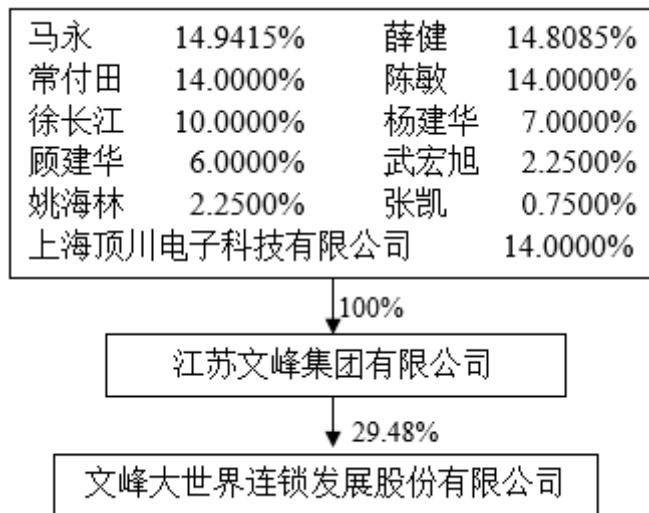 马永 14.9415% 薛健 14.8085%
常付田 14.0000% 陈敏 14.0000%
徐长江 10.0000% 杨建华 7.0000%
顾建华 6.0000% 武宏旭 2.2500%
姚海林 2.2500% 张凯 0.7500%
上海顶川电子科技有限公司 14.0000%
100%
江苏文峰集团有限公司
29.48%
文峰大世界连锁发展股份有限公司